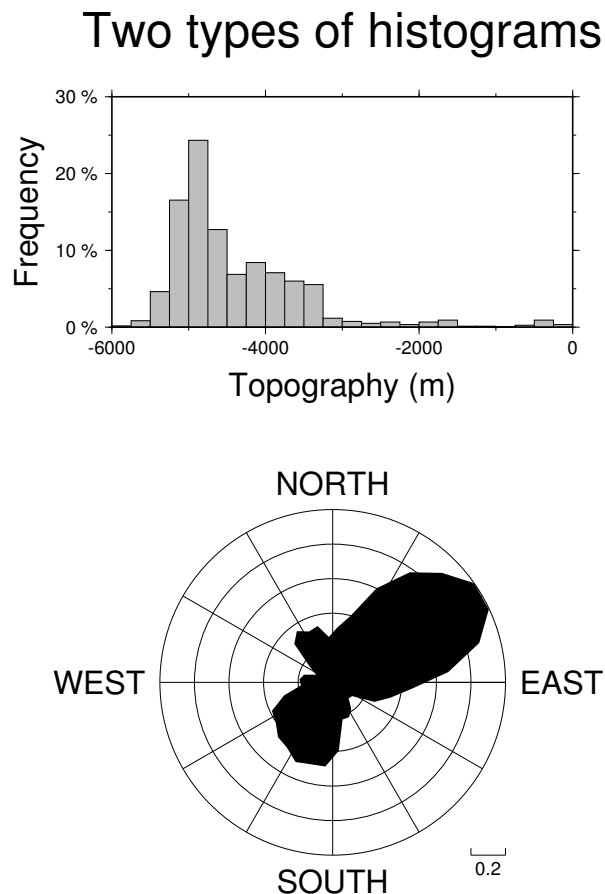 Two types of histograms
30 %
20 %
10 %
0 %
Frequency
-6000 -4000 -2000 0
Topography (m)
NORTH
WEST EAST
SOUTH
0.2